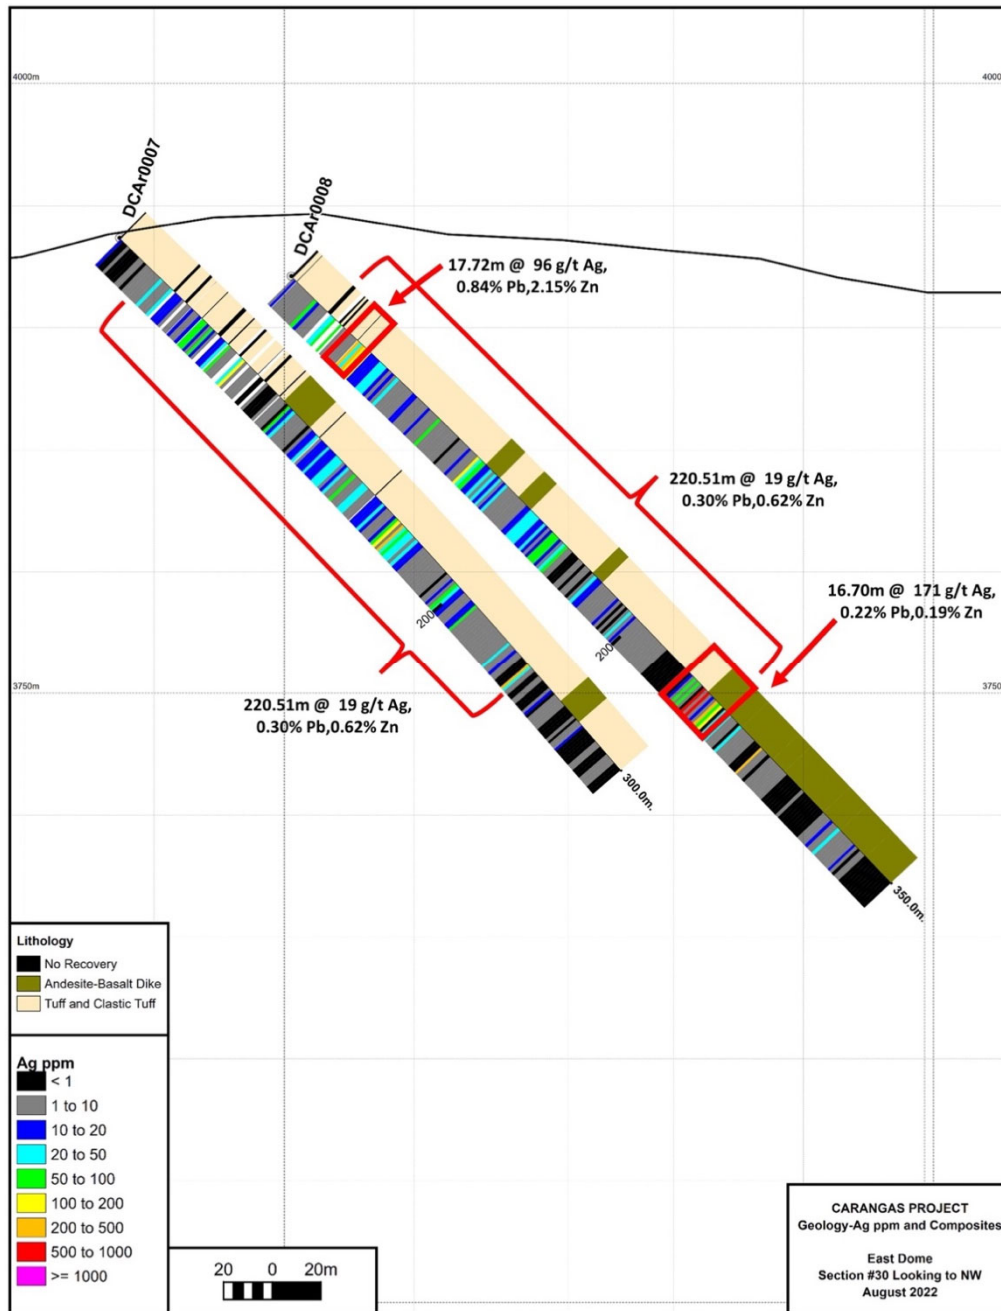 4000m
4000
DCAr0007
DCAr0008
17.72m @ 96 g/t Ag,
0.84% Pb,2.15% Zn
220.51m @ 19 g/t Ag,
0.30% Pb,0.62% Zn
16.70m @ 171 g/t Ag,
0.22% Pb,0.19% Zn
200
200
3750m
3750
220.51m @ 19 g/t Ag,
0.30% Pb,0.62% Zn
300.0m.
350.0m.
Lithology
No Recovery
Andesite-Basalt Dike
Tuff and Clastic Tuff
Ag ppm
< 1
1 to 10
10 to 20
20 to 50
50 to 100
100 to 200
200 to 500
500 to 1000
>= 1000
20 0 20m
CARANGAS PROJECT
Geology-Ag ppm and Composites
East Dome
Section #30 Looking to NW
August 2022